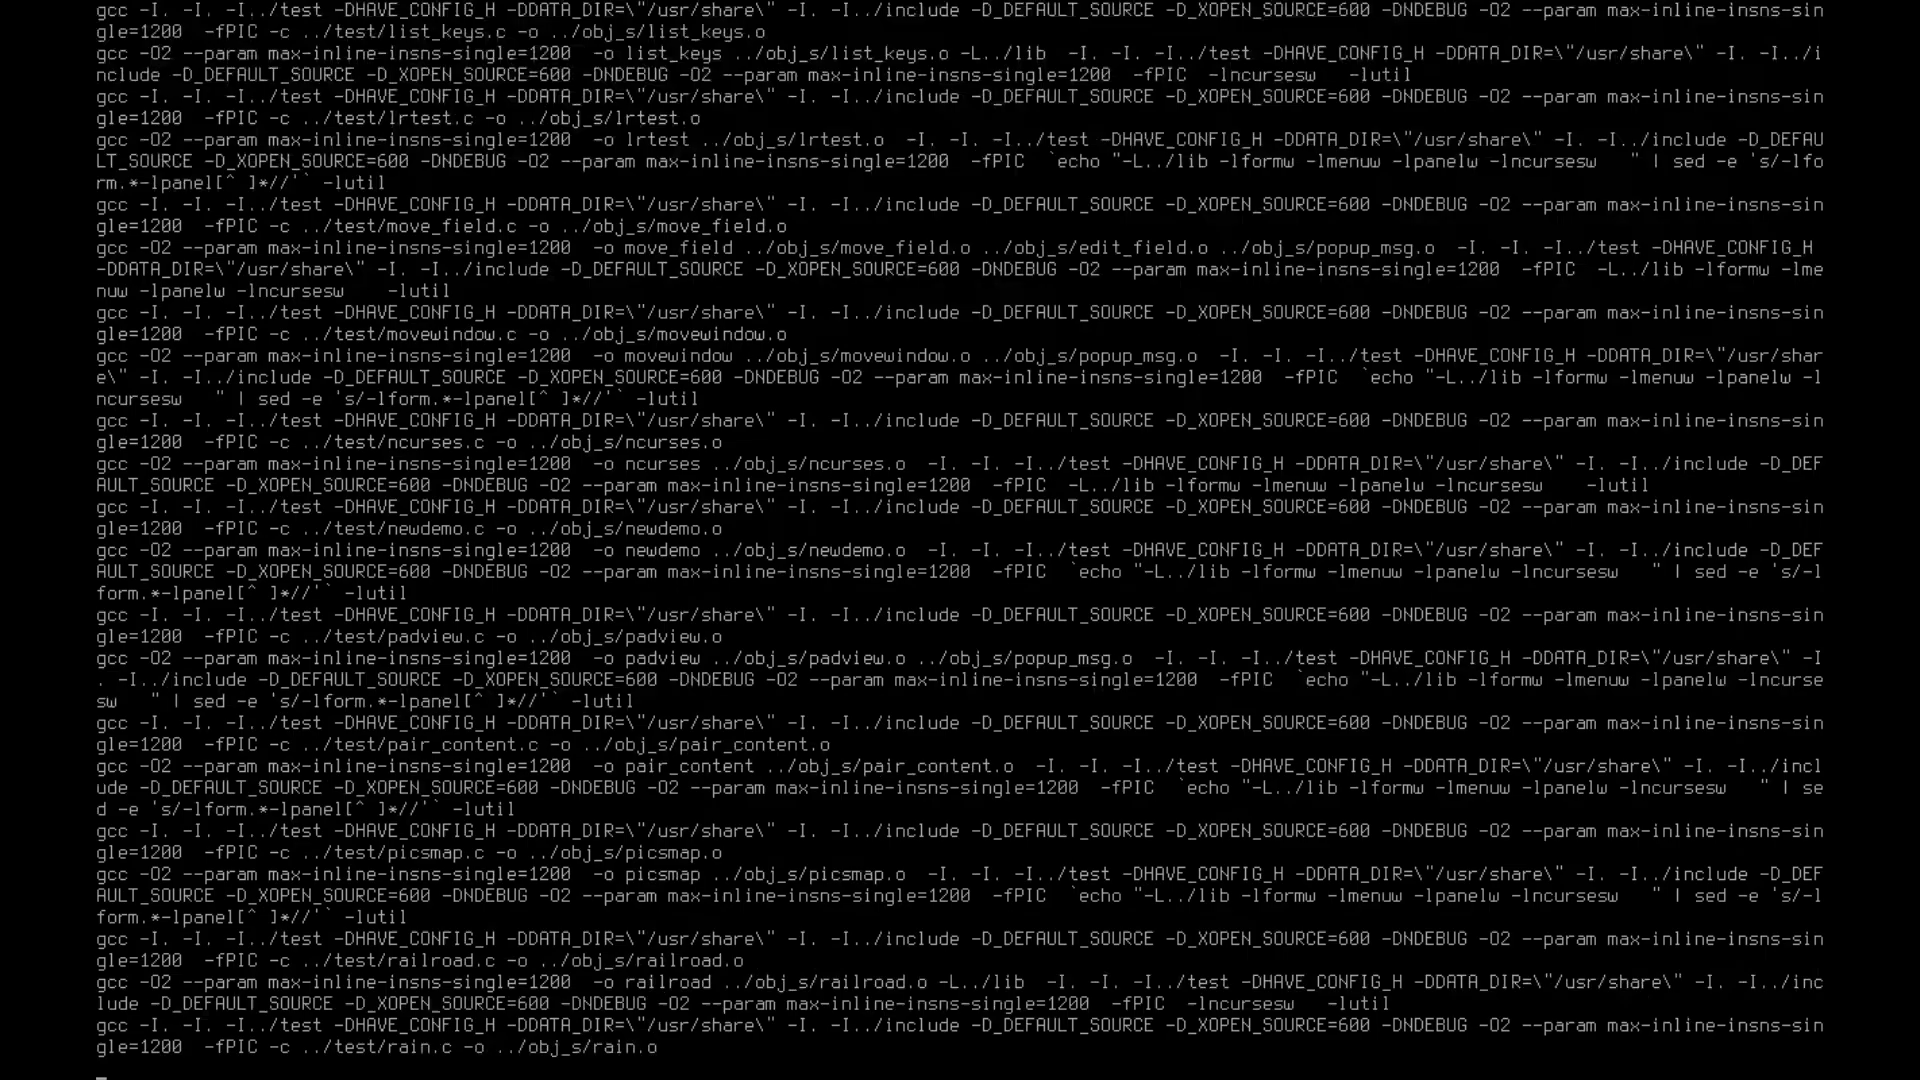 gcc -I. -I. -I../test -DHAVE_CONFIG_H -DDATA_DIR=\"/usr/share\" -I. -I../include -D_DEFAULT_SOURCE -D_XOPEN_SOURCE=600 -DNDEBUG -O2 --param max-inline-insns-sin
gle=1200  -fPIC -c ../test/list_keys.c -o ../obj_s/list_keys.o
gcc -O2 --param max-inline-insns-single=1200  -o list_keys ../obj_s/list_keys.o -L../lib  -I. -I. -I../test -DHAVE_CONFIG_H -DDATA_DIR=\"/usr/share\" -I. -I../i
nclude -D_DEFAULT_SOURCE -D_XOPEN_SOURCE=600 -DNDEBUG -O2 --param max-inline-insns-single=1200  -fPIC  -lncursesw   -lutil
gcc -I. -I. -I../test -DHAVE_CONFIG_H -DDATA_DIR=\"/usr/share\" -I. -I../include -D_DEFAULT_SOURCE -D_XOPEN_SOURCE=600 -DNDEBUG -O2 --param max-inline-insns-sin
gle=1200  -fPIC -c ../test/lrtest.c -o ../obj_s/lrtest.o
gcc -O2 --param max-inline-insns-single=1200  -o lrtest ../obj_s/lrtest.o  -I. -I. -I../test -DHAVE_CONFIG_H -DDATA_DIR=\"/usr/share\" -I. -I../include -D_DEFAU
LT_SOURCE -D_XOPEN_SOURCE=600 -DNDEBUG -O2 --param max-inline-insns-single=1200  -fPIC  `echo "-L../lib -lformw -lmenuw -lpanelw -lncursesw   " | sed -e 's/-lfo
rm.*-lpanel[^ ]*//'` -lutil
gcc -I. -I. -I../test -DHAVE_CONFIG_H -DDATA_DIR=\"/usr/share\" -I. -I../include -D_DEFAULT_SOURCE -D_XOPEN_SOURCE=600 -DNDEBUG -O2 --param max-inline-insns-sin
gle=1200  -fPIC -c ../test/move_field.c -o ../obj_s/move_field.o
gcc -O2 --param max-inline-insns-single=1200  -o move_field ../obj_s/move_field.o ../obj_s/edit_field.o ../obj_s/popup_msg.o  -I. -I. -I../test -DHAVE_CONFIG_H
-DDATA_DIR=\"/usr/share\" -I. -I../include -D_DEFAULT_SOURCE -D_XOPEN_SOURCE=600 -DNDEBUG -O2 --param max-inline-insns-single=1200  -fPIC  -L../lib -lformw -lme
nuw -lpanelw -lncursesw    -lutil
gcc -I. -I. -I../test -DHAVE_CONFIG_H -DDATA_DIR=\"/usr/share\" -I. -I../include -D_DEFAULT_SOURCE -D_XOPEN_SOURCE=600 -DNDEBUG -O2 --param max-inline-insns-sin
gle=1200  -fPIC -c ../test/movewindow.c -o ../obj_s/movewindow.o
gcc -O2 --param max-inline-insns-single=1200  -o movewindow ../obj_s/movewindow.o ../obj_s/popup_msg.o  -I. -I. -I../test -DHAVE_CONFIG_H -DDATA_DIR=\"/usr/shar
e\" -I. -I../include -D_DEFAULT_SOURCE -D_XOPEN_SOURCE=600 -DNDEBUG -O2 --param max-inline-insns-single=1200  -fPIC  `echo "-L../lib -lformw -lmenuw -lpanelw -l
ncursesw   " | sed -e 's/-lform.*-lpanel[^ ]*//'` -lutil
gcc -I. -I. -I../test -DHAVE_CONFIG_H -DDATA_DIR=\"/usr/share\" -I. -I../include -D_DEFAULT_SOURCE -D_XOPEN_SOURCE=600 -DNDEBUG -O2 --param max-inline-insns-sin
gle=1200  -fPIC -c ../test/ncurses.c -o ../obj_s/ncurses.o
gcc -O2 --param max-inline-insns-single=1200  -o ncurses ../obj_s/ncurses.o  -I. -I. -I../test -DHAVE_CONFIG_H -DDATA_DIR=\"/usr/share\" -I. -I../include -D_DEF
AULT_SOURCE -D_XOPEN_SOURCE=600 -DNDEBUG -O2 --param max-inline-insns-single=1200  -fPIC  -L../lib -lformw -lmenuw -lpanelw -lncursesw    -lutil
gcc -I. -I. -I../test -DHAVE_CONFIG_H -DDATA_DIR=\"/usr/share\" -I. -I../include -D_DEFAULT_SOURCE -D_XOPEN_SOURCE=600 -DNDEBUG -O2 --param max-inline-insns-sin
gle=1200  -fPIC -c ../test/newdemo.c -o ../obj_s/newdemo.o
gcc -O2 --param max-inline-insns-single=1200  -o newdemo ../obj_s/newdemo.o  -I. -I. -I../test -DHAVE_CONFIG_H -DDATA_DIR=\"/usr/share\" -I. -I../include -D_DEF
AULT_SOURCE -D_XOPEN_SOURCE=600 -DNDEBUG -O2 --param max-inline-insns-single=1200  -fPIC  `echo "-L../lib -lformw -lmenuw -lpanelw -lncursesw   " | sed -e 's/-l
form.*-lpanel[^ ]*//'` -lutil
gcc -I. -I. -I../test -DHAVE_CONFIG_H -DDATA_DIR=\"/usr/share\" -I. -I../include -D_DEFAULT_SOURCE -D_XOPEN_SOURCE=600 -DNDEBUG -O2 --param max-inline-insns-sin
gle=1200  -fPIC -c ../test/padview.c -o ../obj_s/padview.o
gcc -O2 --param max-inline-insns-single=1200  -o padview ../obj_s/padview.o ../obj_s/popup_msg.o  -I. -I. -I../test -DHAVE_CONFIG_H -DDATA_DIR=\"/usr/share\" -I
. -I../include -D_DEFAULT_SOURCE -D_XOPEN_SOURCE=600 -DNDEBUG -O2 --param max-inline-insns-single=1200  -fPIC  `echo "-L../lib -lformw -lmenuw -lpanelw -lncurse
sw   " | sed -e 's/-lform.*-lpanel[^ ]*//'` -lutil
gcc -I. -I. -I../test -DHAVE_CONFIG_H -DDATA_DIR=\"/usr/share\" -I. -I../include -D_DEFAULT_SOURCE -D_XOPEN_SOURCE=600 -DNDEBUG -O2 --param max-inline-insns-sin
gle=1200  -fPIC -c ../test/pair_content.c -o ../obj_s/pair_content.o
gcc -O2 --param max-inline-insns-single=1200  -o pair_content ../obj_s/pair_content.o  -I. -I. -I../test -DHAVE_CONFIG_H -DDATA_DIR=\"/usr/share\" -I. -I../incl
ude -D_DEFAULT_SOURCE -D_XOPEN_SOURCE=600 -DNDEBUG -O2 --param max-inline-insns-single=1200  -fPIC  `echo "-L../lib -lformw -lmenuw -lpanelw -lncursesw   " | se
d -e 's/-lform.*-lpanel[^ ]*//'` -lutil
gcc -I. -I. -I../test -DHAVE_CONFIG_H -DDATA_DIR=\"/usr/share\" -I. -I../include -D_DEFAULT_SOURCE -D_XOPEN_SOURCE=600 -DNDEBUG -O2 --param max-inline-insns-sin
gle=1200  -fPIC -c ../test/picsmap.c -o ../obj_s/picsmap.o
gcc -O2 --param max-inline-insns-single=1200  -o picsmap ../obj_s/picsmap.o  -I. -I. -I../test -DHAVE_CONFIG_H -DDATA_DIR=\"/usr/share\" -I. -I../include -D_DEF
AULT_SOURCE -D_XOPEN_SOURCE=600 -DNDEBUG -O2 --param max-inline-insns-single=1200  -fPIC  `echo "-L../lib -lformw -lmenuw -lpanelw -lncursesw   " | sed -e 's/-l
form.*-lpanel[^ ]*//'` -lutil
gcc -I. -I. -I../test -DHAVE_CONFIG_H -DDATA_DIR=\"/usr/share\" -I. -I../include -D_DEFAULT_SOURCE -D_XOPEN_SOURCE=600 -DNDEBUG -O2 --param max-inline-insns-sin
gle=1200  -fPIC -c ../test/railroad.c -o ../obj_s/railroad.o
gcc -O2 --param max-inline-insns-single=1200  -o railroad ../obj_s/railroad.o -L../lib  -I. -I. -I../test -DHAVE_CONFIG_H -DDATA_DIR=\"/usr/share\" -I. -I../inc
lude -D_DEFAULT_SOURCE -D_XOPEN_SOURCE=600 -DNDEBUG -O2 --param max-inline-insns-single=1200  -fPIC  -lncursesw   -lutil
gcc -I. -I. -I../test -DHAVE_CONFIG_H -DDATA_DIR=\"/usr/share\" -I. -I../include -D_DEFAULT_SOURCE -D_XOPEN_SOURCE=600 -DNDEBUG -O2 --param max-inline-insns-sin
gle=1200  -fPIC -c ../test/rain.c -o ../obj_s/rain.o